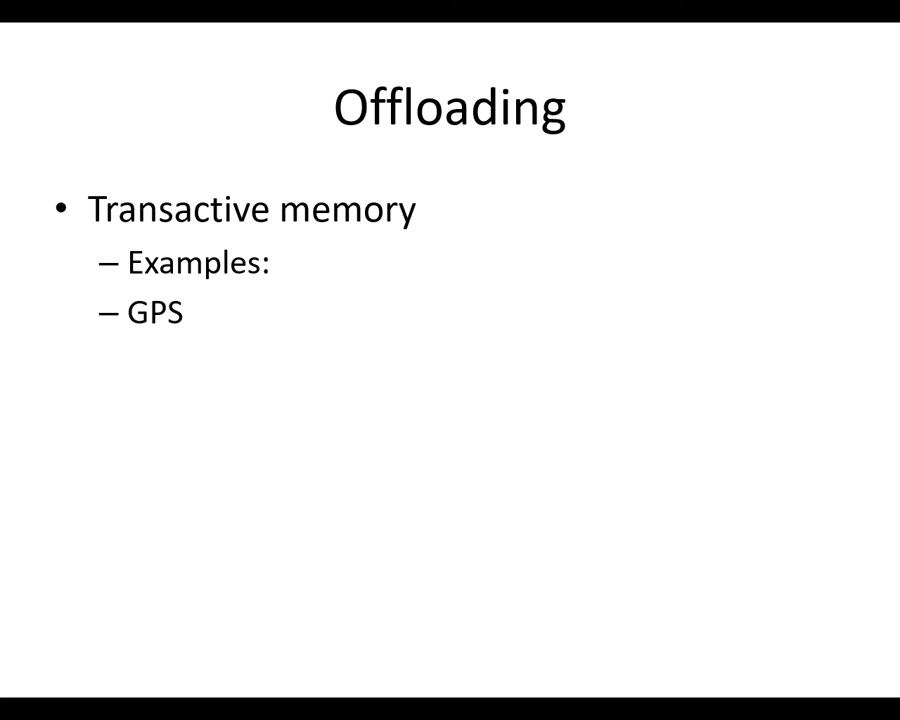 Offloading
• Transactive memory
– Examples:
– GPS